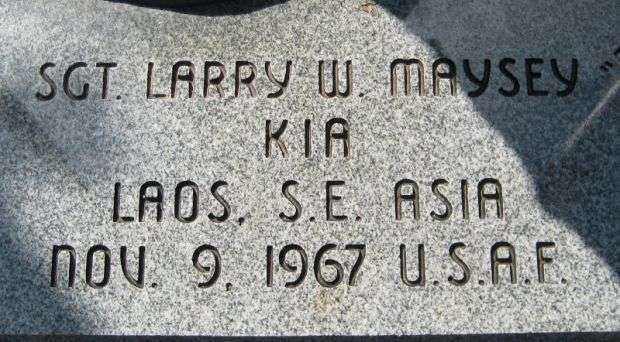 SGT. LARRY W. MAYSEY "
KIA
LAOS, S.E. ASIA
NOV. 9, 1967 U.S.A.F.